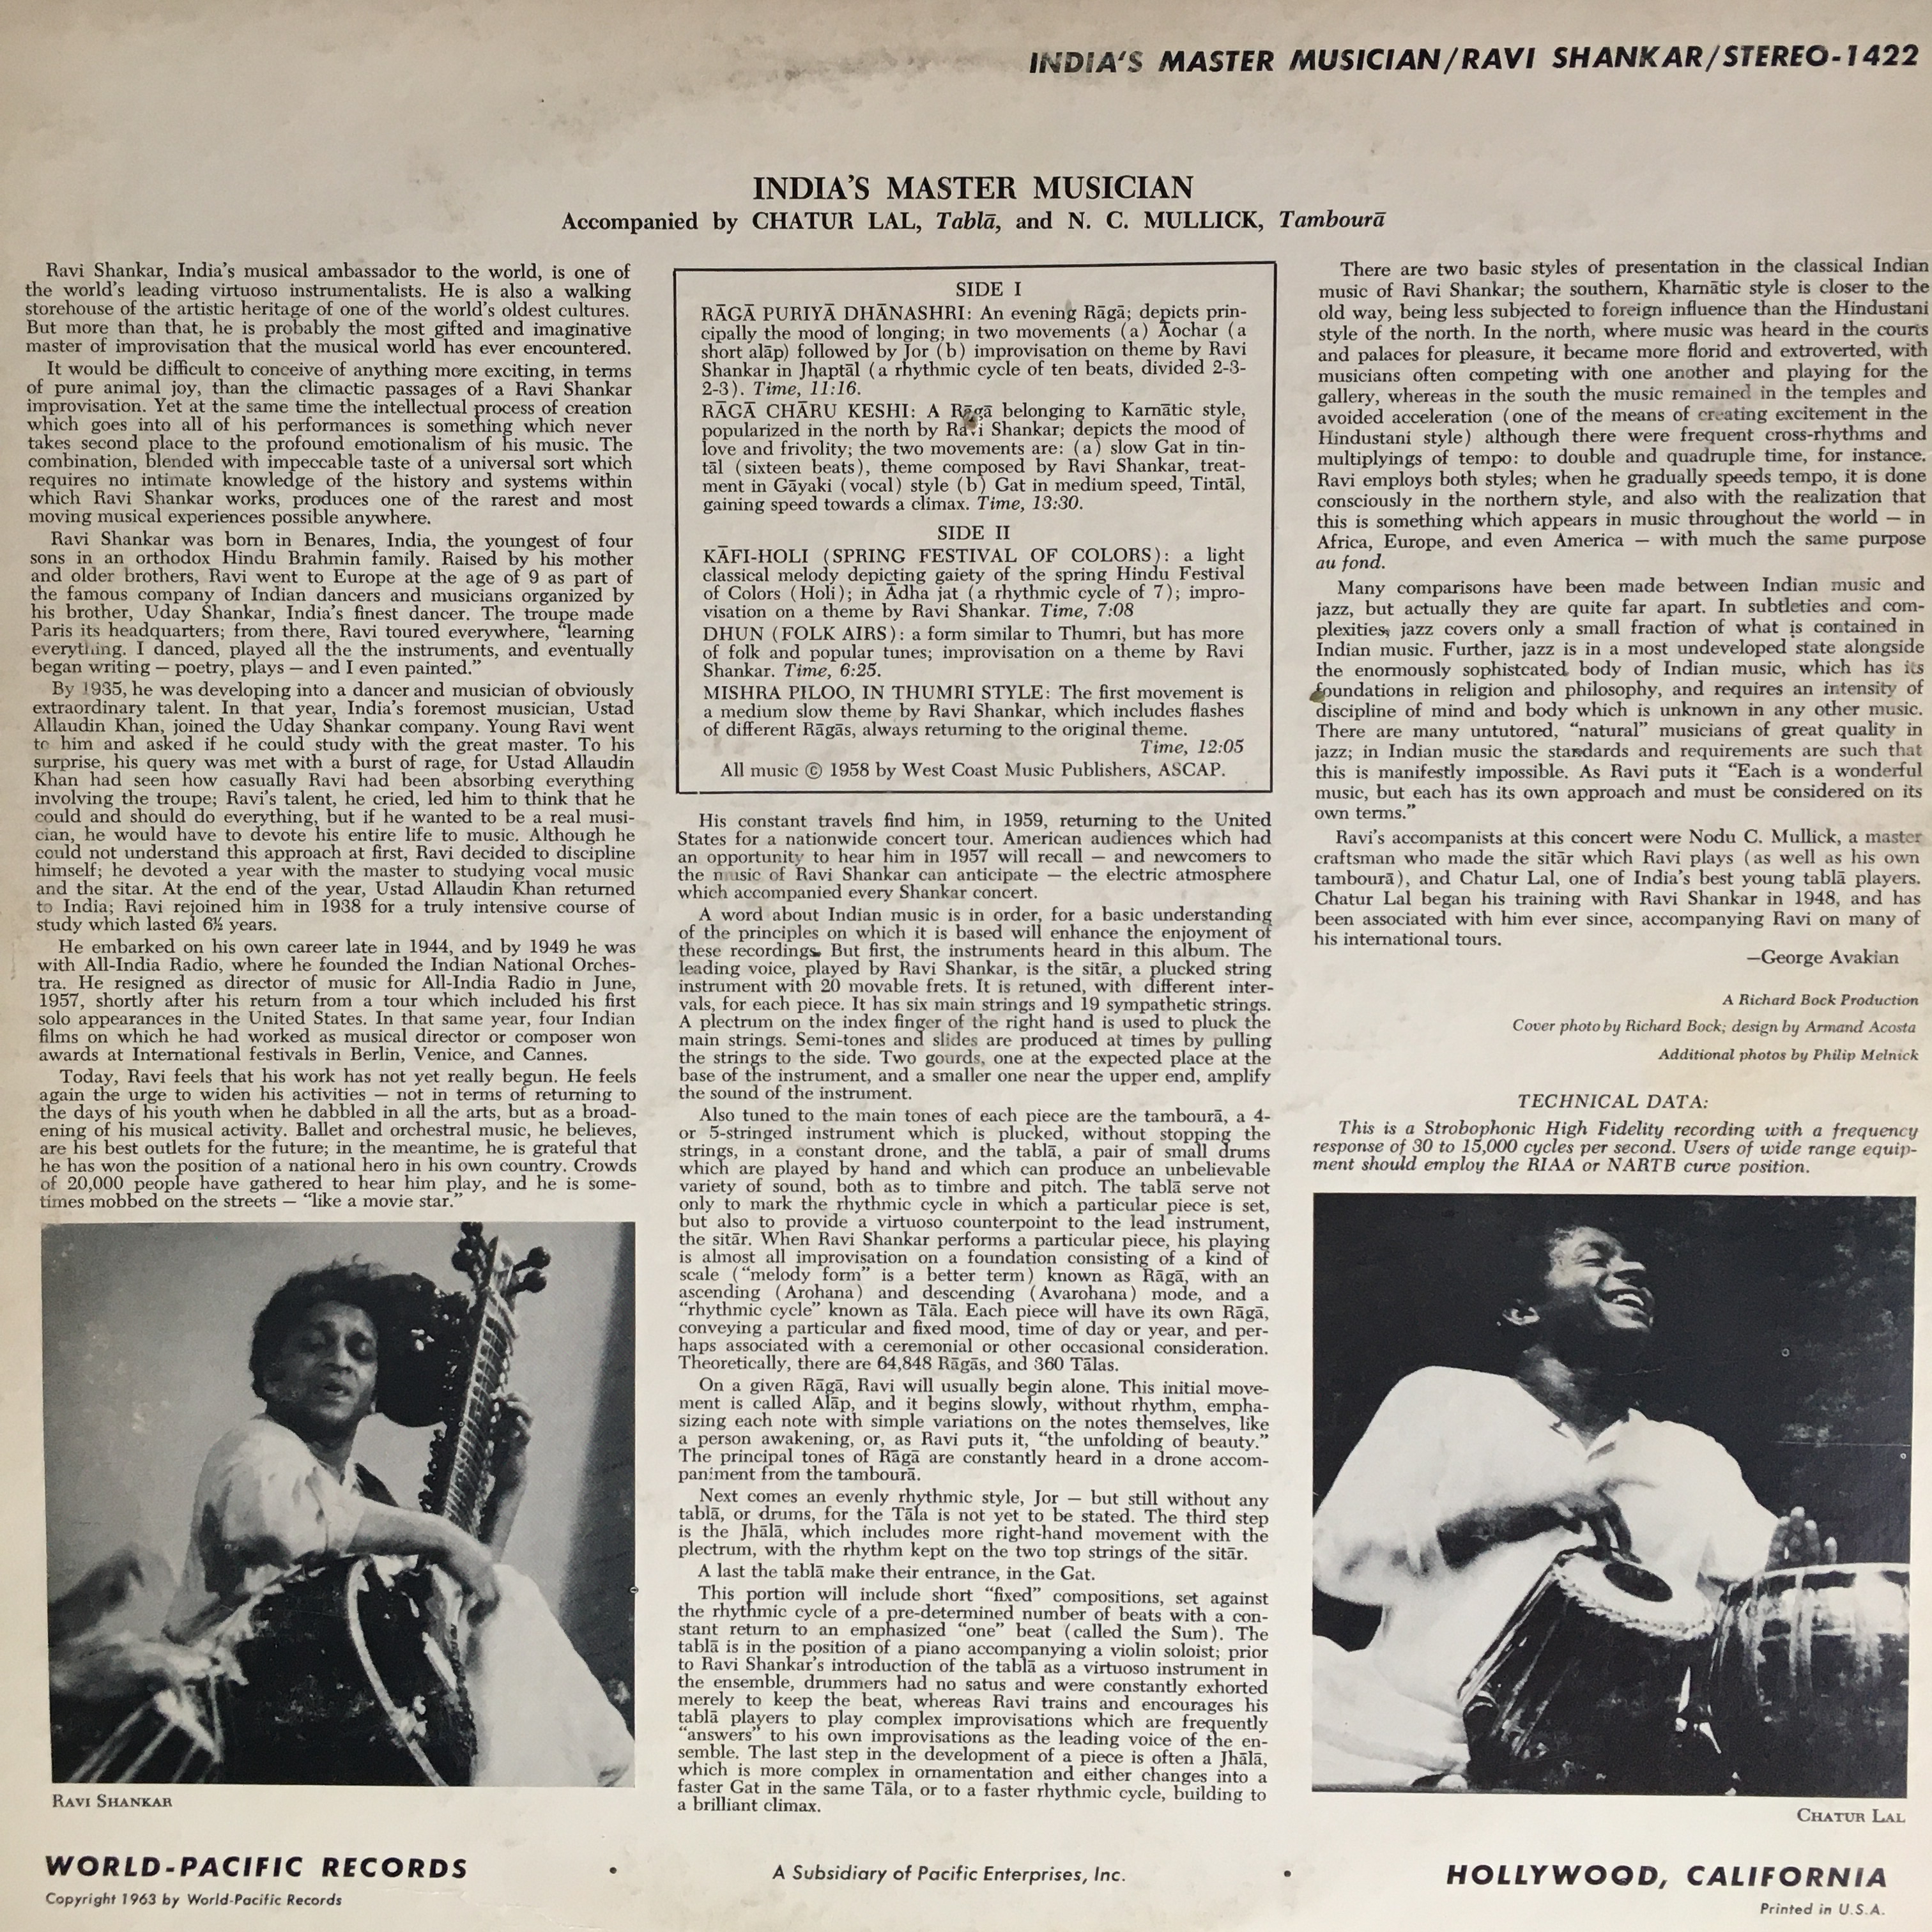 INDIA'S MASTER MUSICIAN/RAVI SHANKAR/STEREO-1422
INDIA'S MASTER MUSICIAN
Accompanied by CHATUR LAL, Tablā, and N. C. MULLICK, Tambourā
Ravi Shankar, India's musical ambassador to the world, is one of
the world's leading virtuoso instrumentalists. He is also a walking
storehouse of the artistic heritage of one of the world's oldest cultures.
But more than that, he is probably the most gifted and imaginative
master of improvisation that the musical world has ever encountered.
It would be difficult to conceive of anything more exciting, in terms
of pure animal joy, than the climactic passages of a Ravi Shankar
improvisation. Yet at the same time the intellectual process of creation
which goes into all of his performances is something which never
takes second place to the profound emotionalism of his music. The
combination, blended with impeccable taste of a universal sort which
requires no intimate knowledge of the history and systems within
which Ravi Shankar works, produces one of the rarest and most
moving musical experiences possible anywhere.
Ravi Shankar was born in Benares, India, the youngest of four
sons in an orthodox Hindu Brahmin family. Raised by his mother
and older brothers, Ravi went to Europe at the age of 9 as part of
the famous company of Indian dancers and musicians organized by
his brother, Uday Shankar, India's finest dancer. The troupe made
Paris its headquarters; from there, Ravi toured everywhere, "learning
everything. I danced, played all the the instruments, and eventually
began writing — poetry, plays — and I even painted."
By 1935, he was developing into a dancer and musician of obviously
extraordinary talent. In that year, India's foremost musician, Ustad
Allaudin Khan, joined the Uday Shankar company. Young Ravi went
to him and asked if he could study with the great master. To his
surprise, his query was met with a burst of rage, for Ustad Allaudin
Khan had seen how casually Ravi had been absorbing everything
involving the troupe; Ravi's talent, he cried, led him to think that he
could and should do everything, but if he wanted to be a real musi-
cian, he would have to devote his entire life to music. Although he
could not understand this approach at first, Ravi decided to discipline
himself; he devoted a year with the master to studying vocal music
and the sitar. At the end of the year, Ustad Allaudin Khan returned
to India; Ravi rejoined him in 1938 for a truly intensive course of
study which lasted 6½ years.
He embarked on his own career late in 1944, and by 1949 he was
with All-India Radio, where he founded the Indian National Orches-
tra. He resigned as director of music for All-India Radio in June,
1957, shortly after his return from a tour which included his first
solo appearances in the United States. In that same year, four Indian
films on which he had worked as musical director or composer won
awards at International festivals in Berlin, Venice, and Cannes.
Today, Ravi feels that his work has not yet really begun. He feels
again the urge to widen his activities — not in terms of returning to
the days of his youth when he dabbled in all the arts, but as a broad-
ening of his musical activity. Ballet and orchestral music, he believes,
are his best outlets for the future; in the meantime, he is grateful that
he has won the position of a national hero in his own country. Crowds
of 20,000 people have gathered to hear him play, and he is some-
times mobbed on the streets — "like a movie star."
RAVI SHANKAR
SIDE I
RĀGĀ PURIYĀ DHĀNASHRI: An evening Rāgā; depicts prin-
cipally the mood of longing; in two movements (a) Aochar (a
short alāp) followed by Jor (b) improvisation on theme by Ravi
Shankar in Jhaptāl (a rhythmic cycle of ten beats, divided 2-3-
2-3). Time, 11:16.
RĀGĀ CHĀRU KESHI: A Rāgā belonging to Karnātic style,
popularized in the north by Ravi Shankar; depicts the mood of
love and frivolity; the two movements are: (a) slow Gat in tin-
tāl (sixteen beats), theme composed by Ravi Shankar, treat-
ment in Gāyaki (vocal) style (b) Gat in medium speed, Tintāl,
gaining speed towards a climax. Time, 13:30.
SIDE II
KĀFI-HOLI (SPRING FESTIVAL OF COLORS): a light
classical melody depicting gaiety of the spring Hindu Festival
of Colors (Holi); in Ādha jat (a rhythmic cycle of 7); impro-
visation on a theme by Ravi Shankar. Time, 7:08
DHUN (FOLK AIRS): a form similar to Thumri, but has more
of folk and popular tunes; improvisation on a theme by Ravi
Shankar. Time, 6:25.
MISHRA PILOO, IN THUMRI STYLE: The first movement is
a medium slow theme by Ravi Shankar, which includes flashes
of different Rāgās, always returning to the original theme.
Time, 12:05
All music © 1958 by West Coast Music Publishers, ASCAP.
His constant travels find him, in 1959, returning to the United
States for a nationwide concert tour. American audiences which had
an opportunity to hear him in 1957 will recall — and newcomers to
the music of Ravi Shankar can anticipate — the electric atmosphere
which accompanied every Shankar concert.
A word about Indian music is in order, for a basic understanding
of the principles on which it is based will enhance the enjoyment of
these recordings. But first, the instruments heard in this album. The
leading voice, played by Ravi Shankar, is the sitār, a plucked string
instrument with 20 movable frets. It is retuned, with different inter-
vals, for each piece. It has six main strings and 19 sympathetic strings.
A plectrum on the index finger of the right hand is used to pluck the
main strings. Semi-tones and slides are produced at times by pulling
the strings to the side. Two gourds, one at the expected place at the
base of the instrument, and a smaller one near the upper end, amplify
the sound of the instrument.
Also tuned to the main tones of each piece are the tambourā, a 4-
or 5-stringed instrument which is plucked, without stopping the
strings, in a constant drone, and the tablā, a pair of small drums
which are played by hand and which can produce an unbelievable
variety of sound, both as to timbre and pitch. The tablā serve not
only to mark the rhythmic cycle in which a particular piece is set,
but also to provide a virtuoso counterpoint to the lead instrument,
the sitār. When Ravi Shankar performs a particular piece, his playing
is almost all improvisation on a foundation consisting of a kind of
scale ("melody form" is a better term) known as Rāgā, with an
ascending (Arohana) and descending (Avarohana) mode, and a
"rhythmic cycle" known as Tāla. Each piece will have its own Rāgā,
conveying a particular and fixed mood, time of day or year, and per-
haps associated with a ceremonial or other occasional consideration.
Theoretically, there are 64,848 Rāgās, and 360 Tālas.
On a given Rāgā, Ravi will usually begin alone. This initial move-
ment is called Alāp, and it begins slowly, without rhythm, empha-
sizing each note with simple variations on the notes themselves, like
a person awakening, or, as Ravi puts it, "the unfolding of beauty."
The principal tones of Rāgā are constantly heard in a drone accom-
paniment from the tambourā.
Next comes an evenly rhythmic style, Jor — but still without any
tablā, or drums, for the Tāla is not yet to be stated. The third step
is the Jhālā, which includes more right-hand movement with the
plectrum, with the rhythm kept on the two top strings of the sitār.
A last the tablā make their entrance, in the Gat.
This portion will include short "fixed" compositions, set against
the rhythmic cycle of a pre-determined number of beats with a con-
stant return to an emphasized "one" beat (called the Sum). The
tablā is in the position of a piano accompanying a violin soloist; prior
to Ravi Shankar's introduction of the tablā as a virtuoso instrument in
the ensemble, drummers had no satus and were constantly exhorted
merely to keep the beat, whereas Ravi trains and encourages his
tablā players to play complex improvisations which are frequently
"answers" to his own improvisations as the leading voice of the en-
semble. The last step in the development of a piece is often a Jhālā,
which is more complex in ornamentation and either changes into a
faster Gat in the same Tāla, or to a faster rhythmic cycle, building to
a brilliant climax.
There are two basic styles of presentation in the classical Indian
music of Ravi Shankar; the southern, Kharnātic style is closer to the
old way, being less subjected to foreign influence than the Hindustani
style of the north. In the north, where music was heard in the courts
and palaces for pleasure, it became more florid and extroverted, with
musicians often competing with one another and playing for the
gallery, whereas in the south the music remained in the temples and
avoided acceleration (one of the means of creating excitement in the
Hindustani style) although there were frequent cross-rhythms and
multiplyings of tempo: to double and quadruple time, for instance.
Ravi employs both styles; when he gradually speeds tempo, it is done
consciously in the northern style, and also with the realization that
this is something which appears in music throughout the world — in
Africa, Europe, and even America — with much the same purpose
au fond.
Many comparisons have been made between Indian music and
jazz, but actually they are quite far apart. In subtleties and com-
plexities, jazz covers only a small fraction of what is contained in
Indian music. Further, jazz is in a most undeveloped state alongside
the enormously sophistcated body of Indian music, which has its
foundations in religion and philosophy, and requires an intensity of
discipline of mind and body which is unknown in any other music.
There are many untutored, "natural" musicians of great quality in
jazz; in Indian music the standards and requirements are such that
this is manifestly impossible. As Ravi puts it "Each is a wonderful
music, but each has its own approach and must be considered on its
own terms."
Ravi's accompanists at this concert were Nodu C. Mullick, a master
craftsman who made the sitār which Ravi plays (as well as his own
tambourā), and Chatur Lal, one of India's best young tablā players.
Chatur Lal began his training with Ravi Shankar in 1948, and has
been associated with him ever since, accompanying Ravi on many of
his international tours.
—George Avakian
A Richard Bock Production
Cover photo by Richard Bock; design by Armand Acosta
Additional photos by Philip Melnick
TECHNICAL DATA:
This is a Strobophonic High Fidelity recording with a frequency
response of 30 to 15,000 cycles per second. Users of wide range equip-
ment should employ the RIAA or NARTB curve position.
CHATUR LAL
WORLD-PACIFIC RECORDS • A Subsidiary of Pacific Enterprises, Inc. • HOLLYWOOD, CALIFORNIA
Copyright 1963 by World-Pacific Records
Printed in U.S.A.